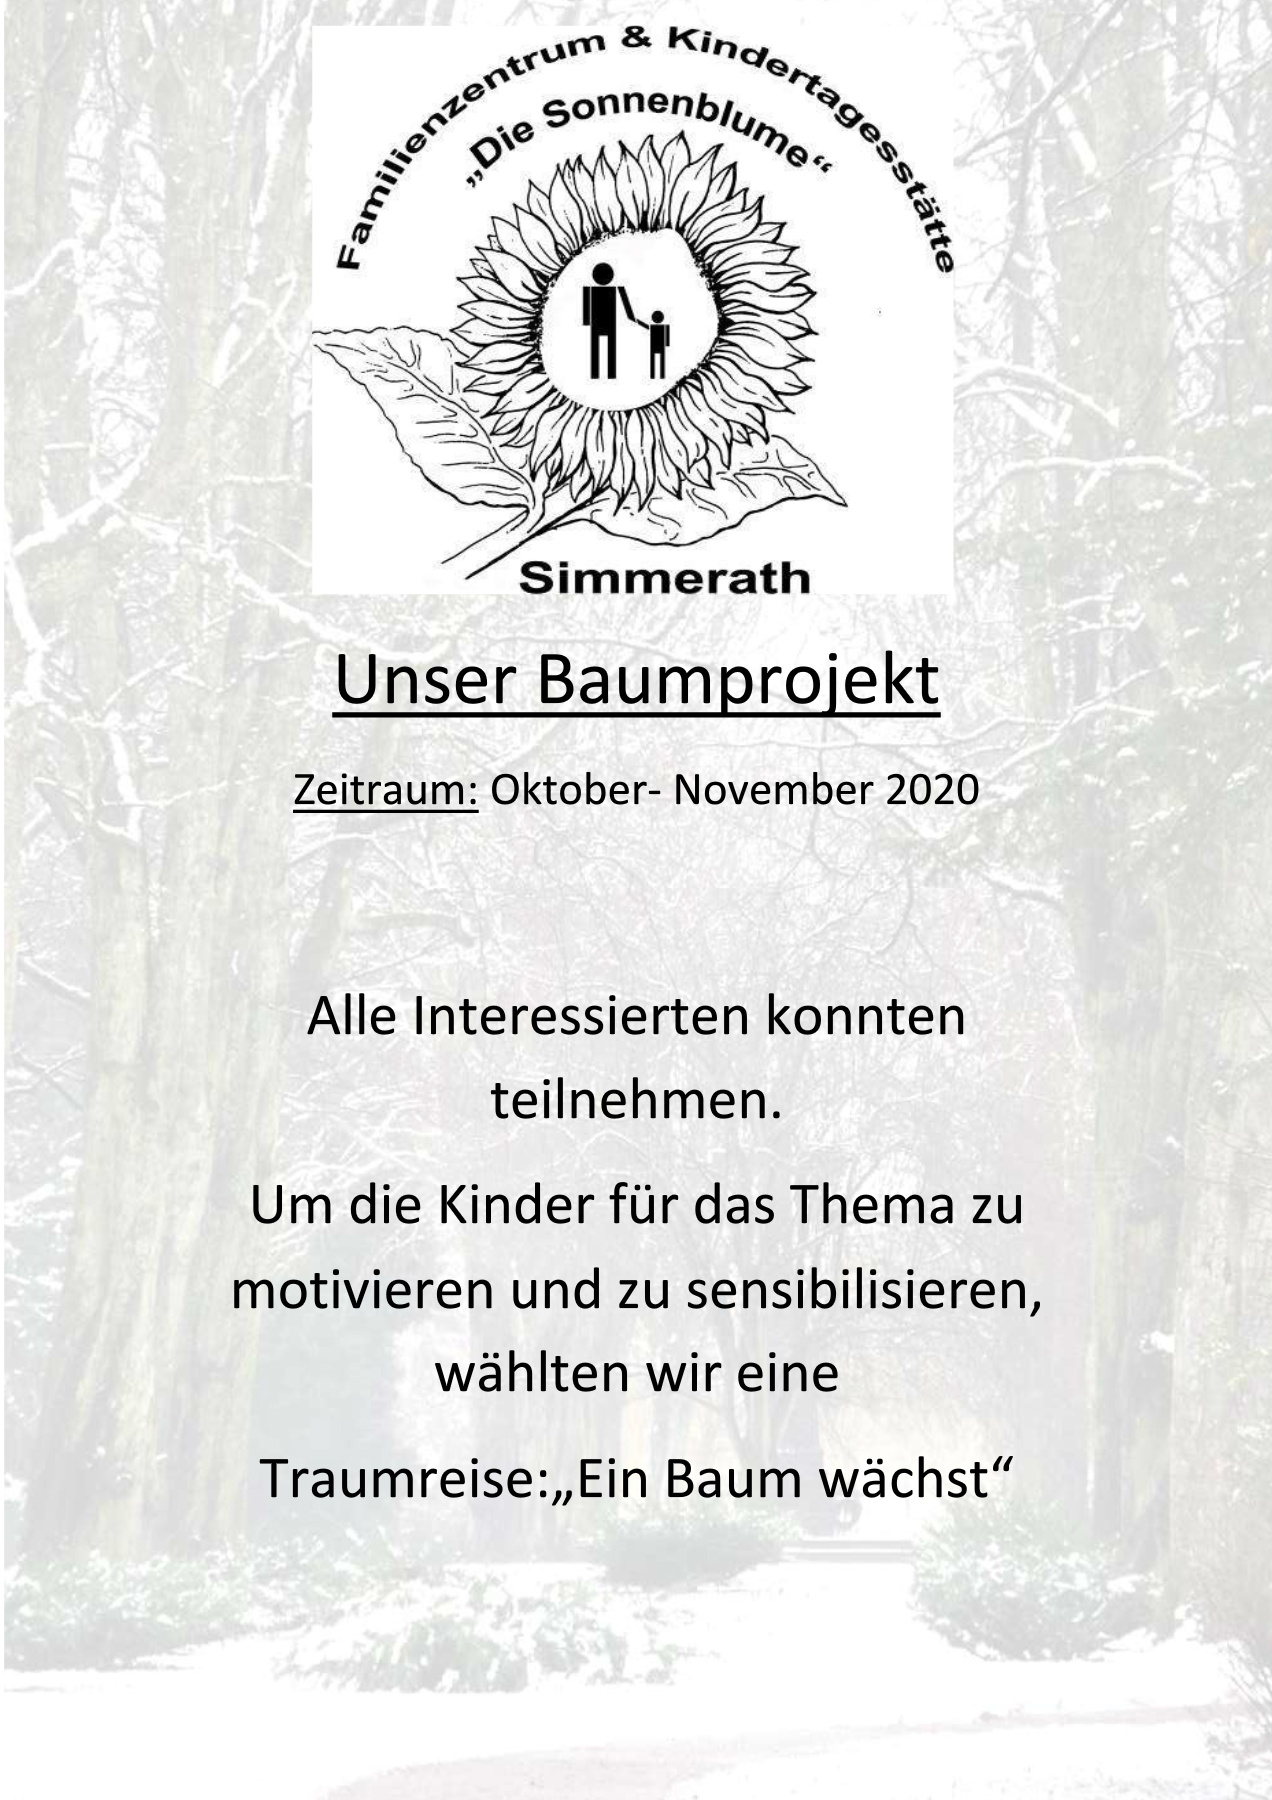 Familienzentrum & Kindertagesstätte
„Die Sonnenblume“
Simmerath
Unser Baumprojekt
Zeitraum: Oktober- November 2020
Alle Interessierten konnten
teilnehmen.
Um die Kinder für das Thema zu
motivieren und zu sensibilisieren,
wählten wir eine
Traumreise:„Ein Baum wächst“